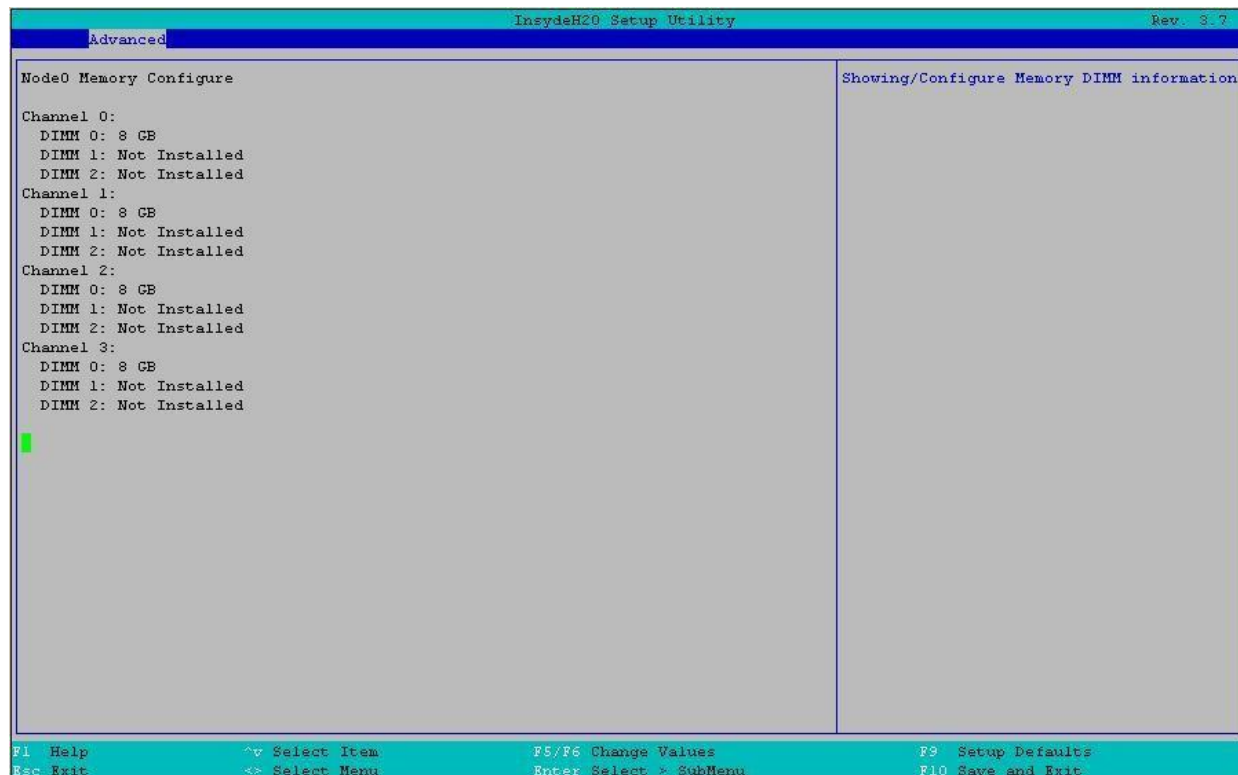 InsydeH20 Setup Utility Rev. 3.7
Advanced
Node0 Memory Configure
Showing/Configure Memory DIMM information
Channel 0:
DIMM 0: 8 GB
DIMM 1: Not Installed
DIMM 2: Not Installed
Channel 1:
DIMM 0: 8 GB
DIMM 1: Not Installed
DIMM 2: Not Installed
Channel 2:
DIMM 0: 8 GB
DIMM 1: Not Installed
DIMM 2: Not Installed
Channel 3:
DIMM 0: 8 GB
DIMM 1: Not Installed
DIMM 2: Not Installed
F1 Help ^v Select Item F5/F6 Change Values F9 Setup Defaults
Esc Exit <> Select Menu Enter Select > SubMenu F10 Save and Exit